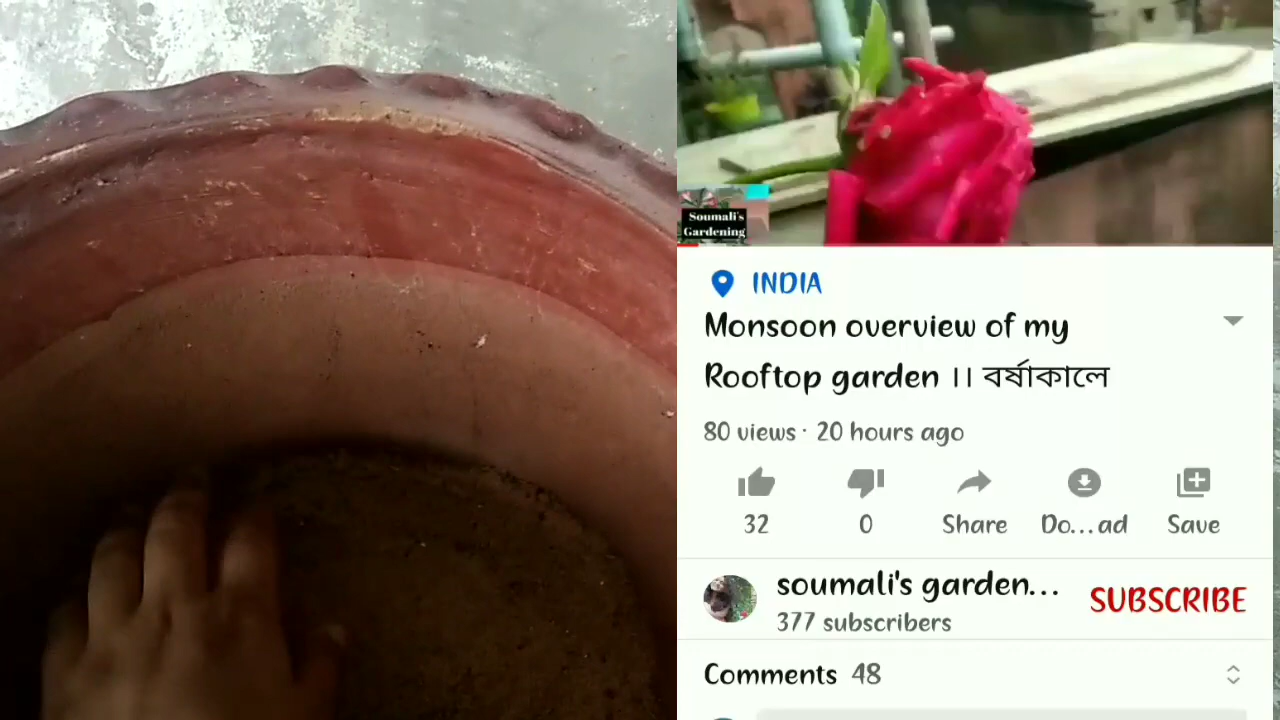 Soumali's
Gardening
INDIA
Monsoon overview of my
Rooftop garden ।। বর্ষাকালে
80 views · 20 hours ago
32
0
Share
Do...ad
Save
soumali's garden...
SUBSCRIBE
377 subscribers
Comments 48